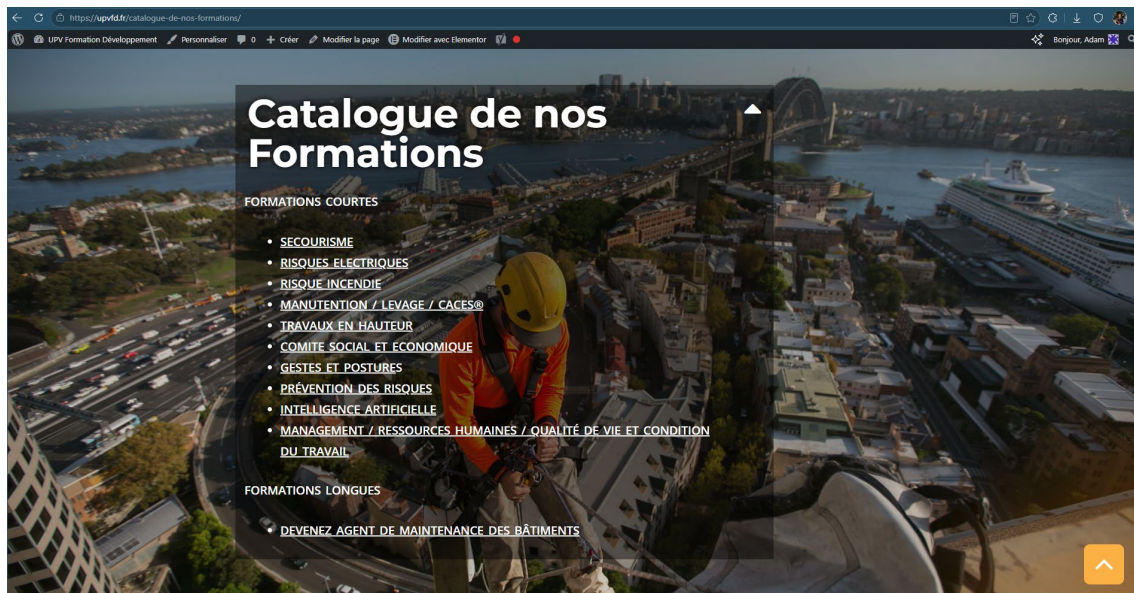 https://upvfd.fr/catalogue-de-nos-formations/
UPV Formation Développement Personnaliser 0 Créer Modifier la page Modifier avec Elementor Bonjour, Adam
Catalogue de nos
Formations
FORMATIONS COURTES
SECOURISME
RISQUES ELECTRIQUES
RISQUE INCENDIE
MANUTENTION / LEVAGE / CACES®
TRAVAUX EN HAUTEUR
COMITE SOCIAL ET ECONOMIQUE
GESTES ET POSTURES
PRÉVENTION DES RISQUES
INTELLIGENCE ARTIFICIELLE
MANAGEMENT / RESSOURCES HUMAINES / QUALITÉ DE VIE ET CONDITION
DU TRAVAIL
FORMATIONS LONGUES
DEVENEZ AGENT DE MAINTENANCE DES BÂTIMENTS